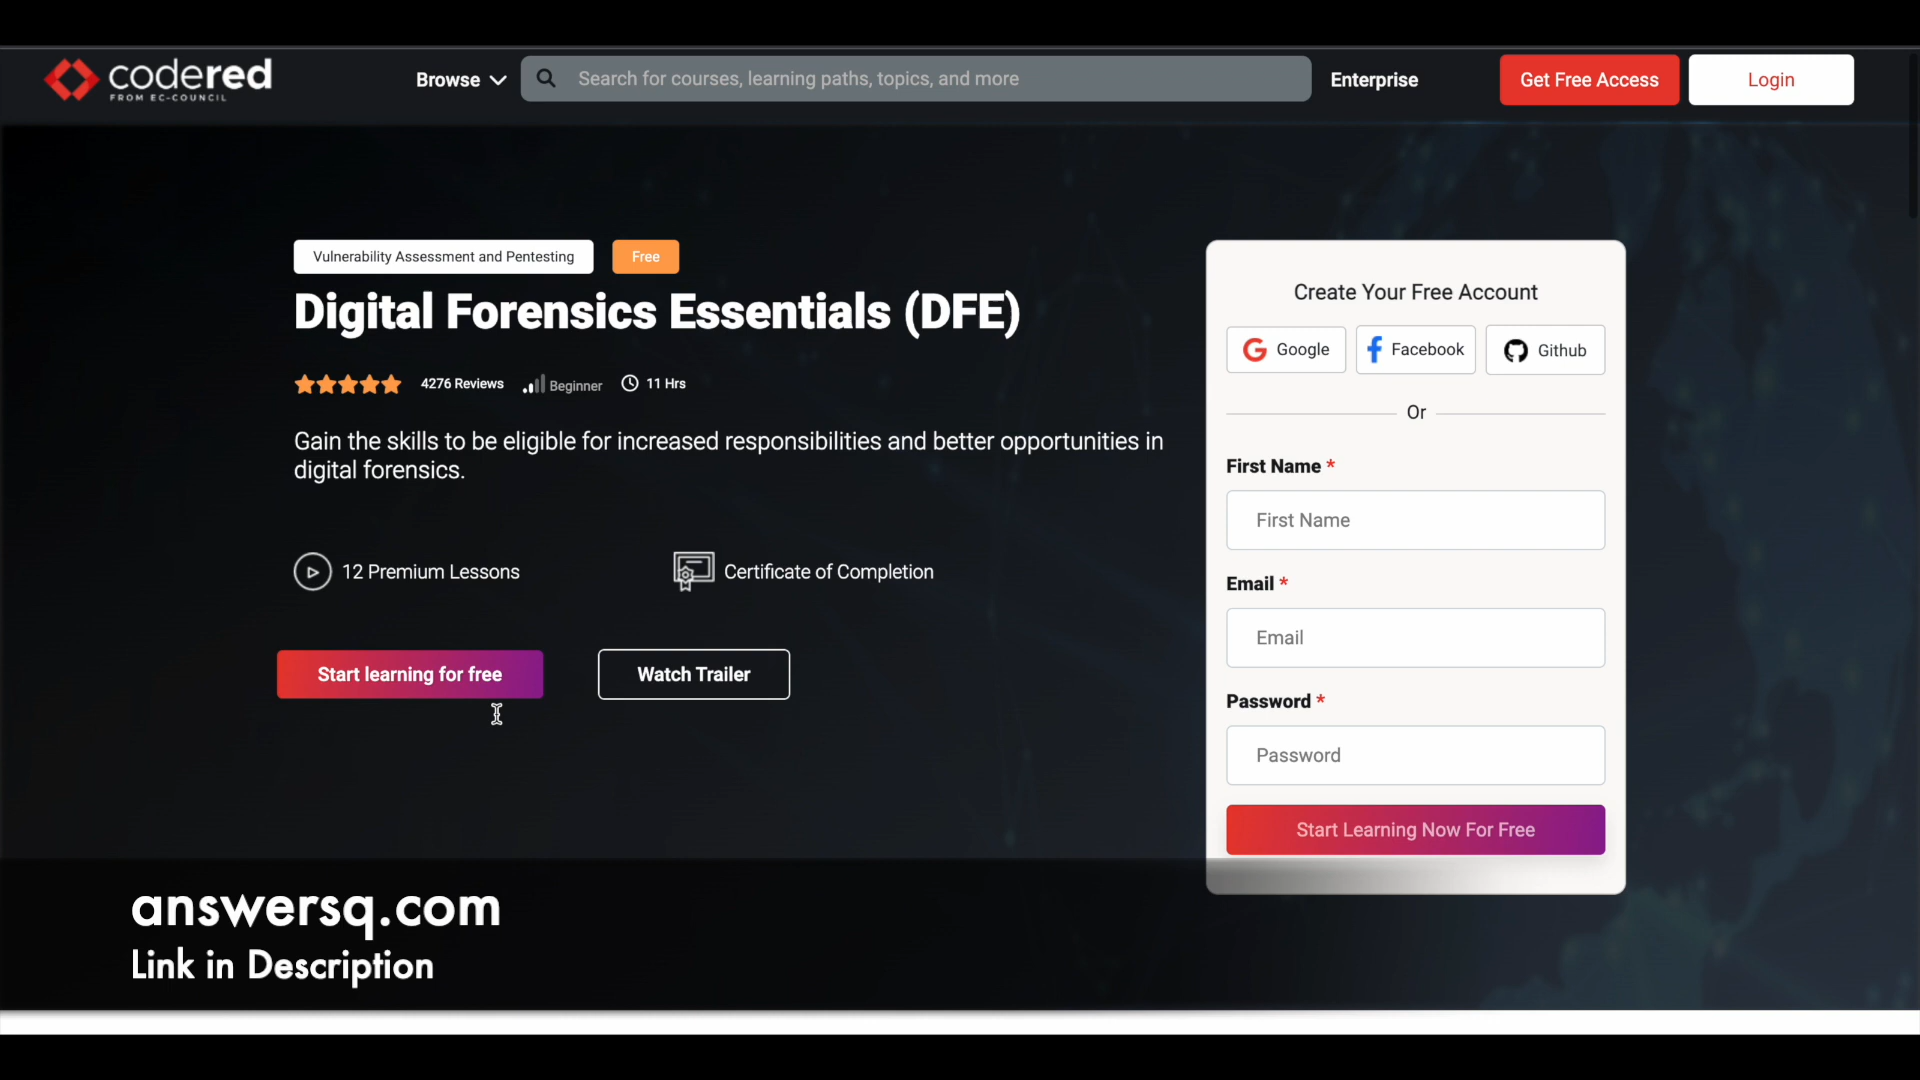 codered
FROM EC-COUNCIL
Browse
Search for courses, learning paths, topics, and more
Enterprise
Get Free Access
Login
Vulnerability Assessment and Pentesting
Free
Digital Forensics Essentials (DFE)
4276 Reviews
Beginner
11 Hrs
Gain the skills to be eligible for increased responsibilities and better opportunities in
digital forensics.
12 Premium Lessons
Certificate of Completion
Start learning for free
Watch Trailer
Create Your Free Account
Google
Facebook
Github
Or
First Name *
First Name
Email *
Email
Password *
Password
Start Learning Now For Free
answersq.com
Link in Description